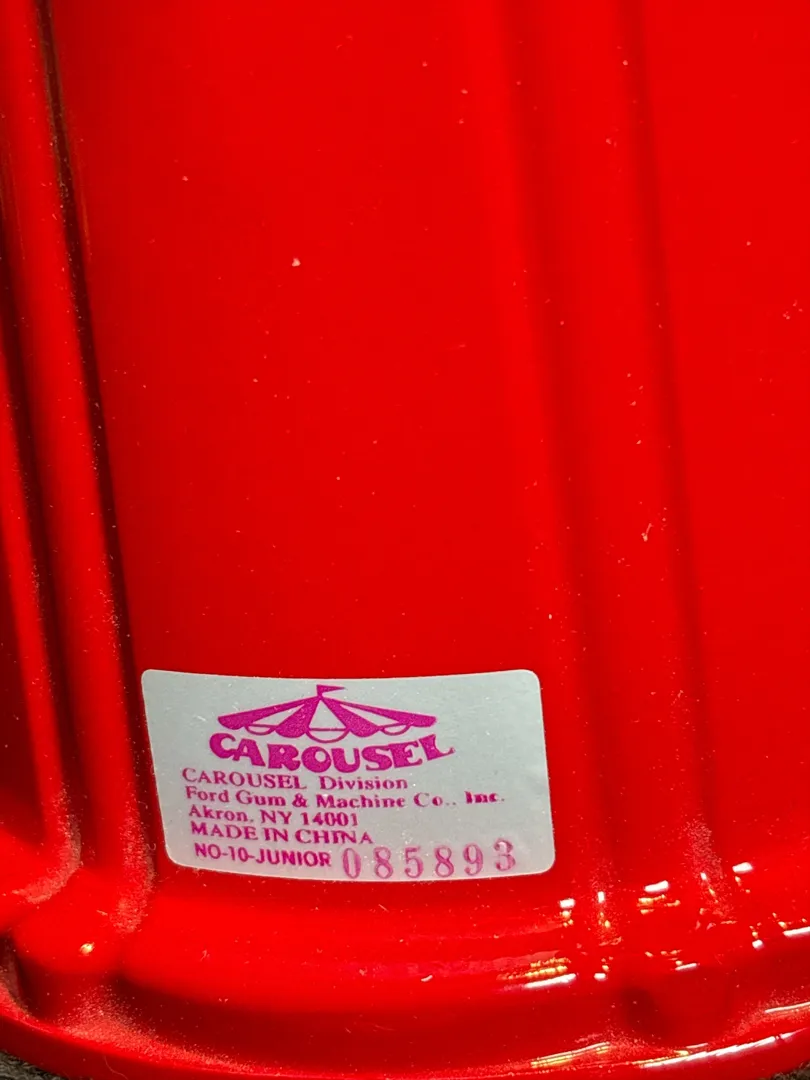 CAROUSEL
CAROUSEL Division
Ford Gum & Machine Co., Inc.
Akron, NY 14001
MADE IN CHINA
NO-10-JUNIOR 085893